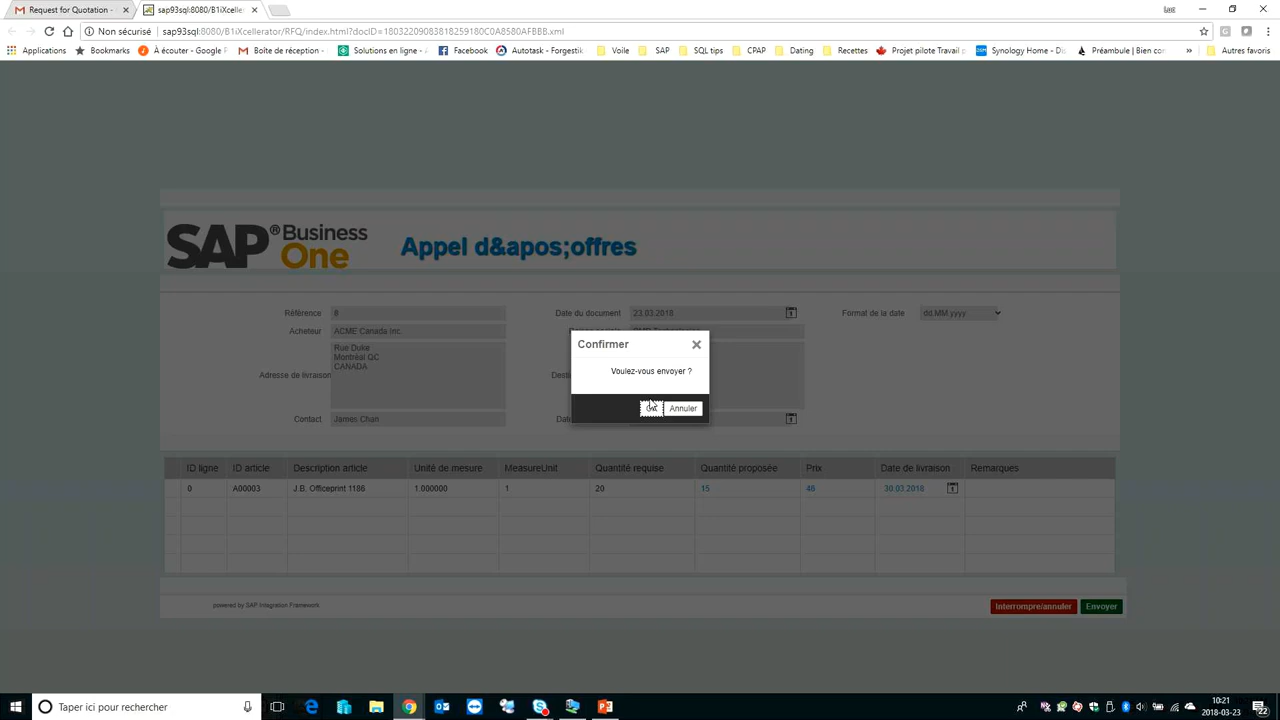 Request for Quotation -
sap93sql:8080/B1iXceller
Luc
Non sécurisé
sap93sql:8080/B1iXcellerator/RFQ/index.html?docID=18032209083818259180C0A8580AFBBB.xml
Applications
Bookmarks
À écouter - Google P
Boîte de réception -
Solutions en ligne -
Facebook
Autotask - Forgestik
Voile
SAP
SQL tips
CPAP
Dating
Recettes
Projet pilote Travail p
Synology Home - Di
Préambule | Bien co
»
Autres favoris
SAP® Business One
Appel d&apos;offres
Référence
8
Date du document
23.03.2018
Format de la date
dd.MM yyyy
Acheteur
ACME Canada Inc.
Rue Duke
Montréal QC
CANADA
Adresse de livraison
Contact
James Chan
Confirmer
Voulez-vous envoyer ?
Annuler
ID ligne
ID article
Description article
Unité de mesure
MeasureUnit
Quantité requise
Quantité proposée
Prix
Date de livraison
Remarques
0
A00003
J.B. Officeprint 1186
1.000000
1
20
15
30.03.2018
powered by SAP Integration Framework
Interrompre/annuler
Envoyer
Taper ici pour rechercher
10:21
2018-03-23
22